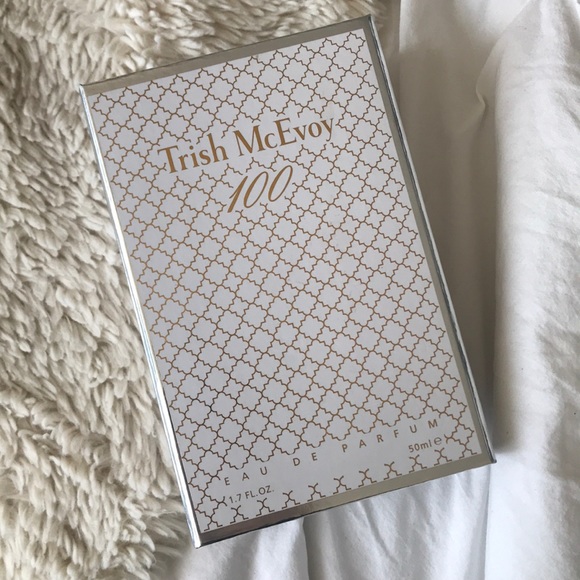 Trish McEvoy
100
EAU DE PARFUM
1.7 FL.OZ. 50ml e